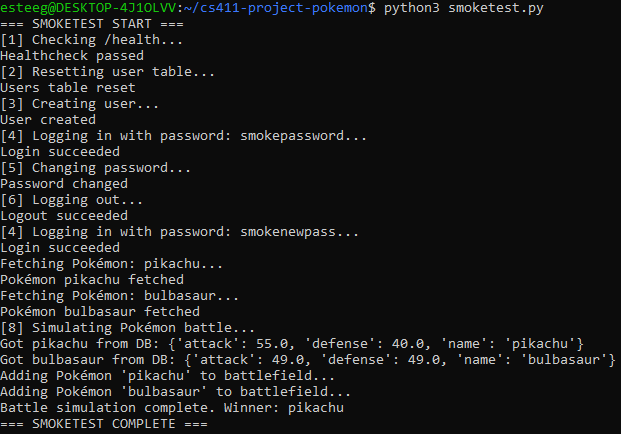 esteeg@DESKTOP-4J1OLVV:~/cs411-project-pokemon$ python3 smoketest.py
=== SMOKETEST START ===
[1] Checking /health...
Healthcheck passed
[2] Resetting user table...
Users table reset
[3] Creating user...
User created
[4] Logging in with password: smokepassword...
Login succeeded
[5] Changing password...
Password changed
[6] Logging out...
Logout succeeded
[4] Logging in with password: smokenewpass...
Login succeeded
Fetching Pokémon: pikachu...
Pokémon pikachu fetched
Fetching Pokémon: bulbasaur...
Pokémon bulbasaur fetched
[8] Simulating Pokémon battle...
Got pikachu from DB: {'attack': 55.0, 'defense': 40.0, 'name': 'pikachu'}
Got bulbasaur from DB: {'attack': 49.0, 'defense': 49.0, 'name': 'bulbasaur'}
Adding Pokémon 'pikachu' to battlefield...
Adding Pokémon 'bulbasaur' to battlefield...
Battle simulation complete. Winner: pikachu
=== SMOKETEST COMPLETE ===